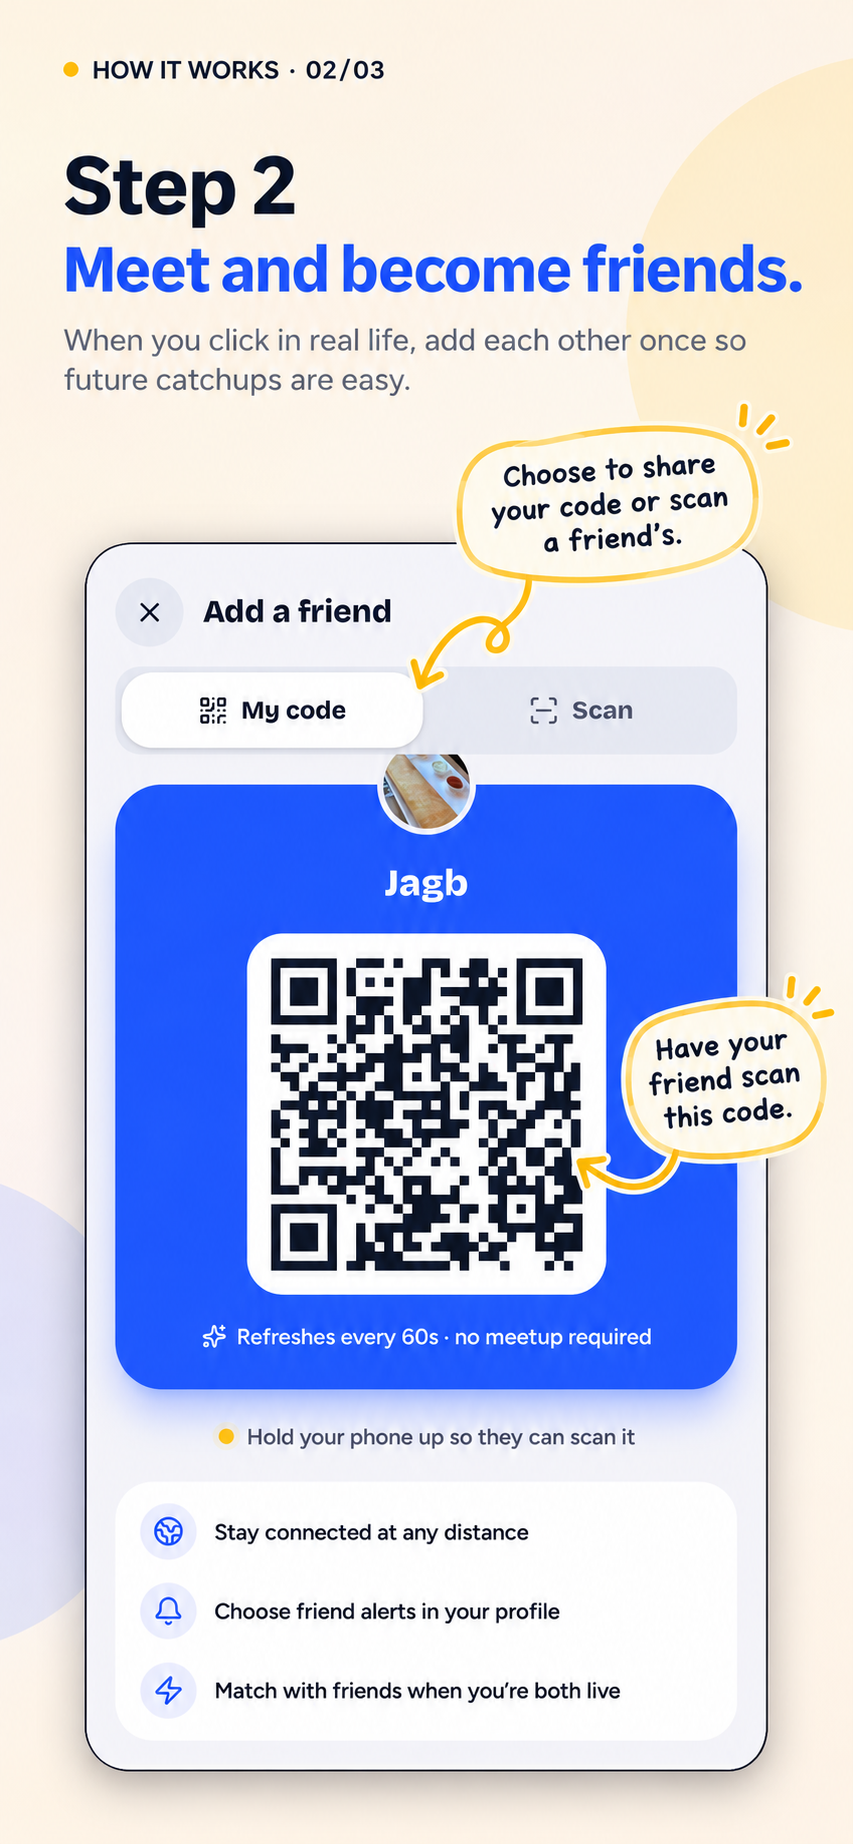 HOW IT WORKS · 02/03
Step 2
Meet and become friends.
When you click in real life, add each other once so
future catchups are easy.
Choose to share
your code or scan
a friend's.
Add a friend
My code
Scan
Jagb
Have your
friend scan
this code.
Refreshes every 60s · no meetup required
Hold your phone up so they can scan it
Stay connected at any distance
Choose friend alerts in your profile
Match with friends when you're both live